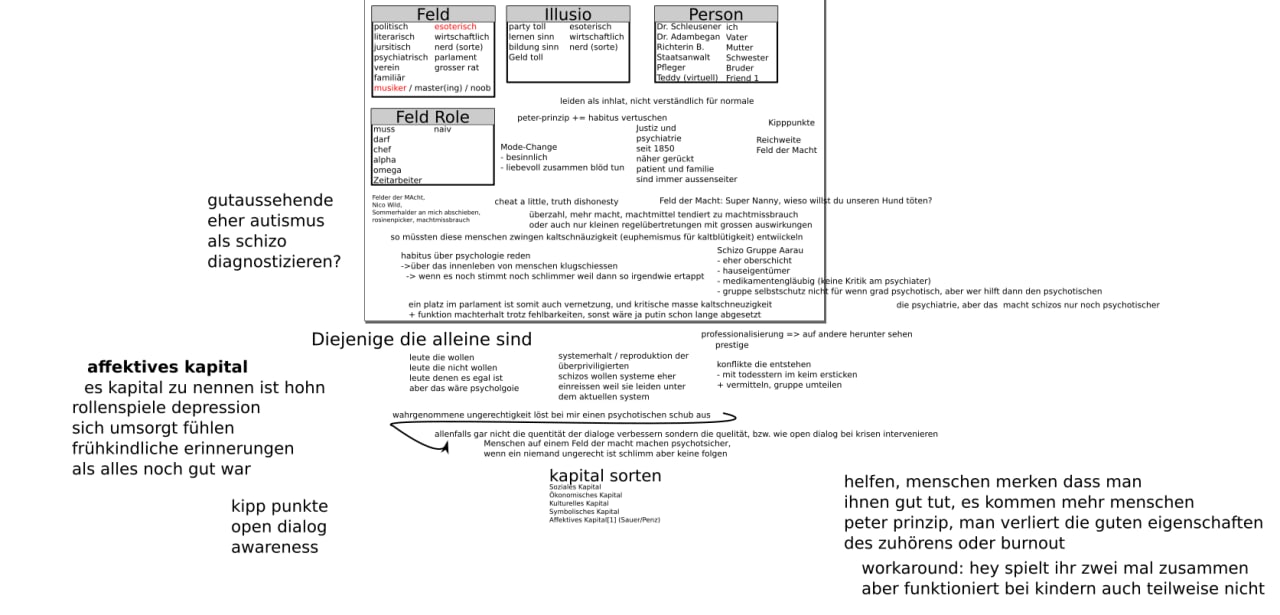 Feld
politisch esoterisch
literarisch wirtschaftlich
jursitisch nerd (sorte)
psychiatrisch parlament
verein grosser rat
familiär
musiker / master(ing) / noob
Illusio
party toll esoterisch
lernen sinn wirtschaftlich
bildung sinn nerd (sorte)
Geld toll
Person
Dr. Schleusener ich
Dr. Adambegan Vater
Richterin B. Mutter
Staatsanwalt Schwester
Pfleger Bruder
Teddy (virtuell) Friend 1
leiden als inhlat, nicht verständlich für normale
Feld Role
muss naiv
darf
chef
alpha
omega
Zeitarbeiter
peter-prinzip += habitus vertuschen
Mode-Change
- besinnlich
- liebevoll zusammen blöd tun
Justiz und
psychiatrie
seit 1850
näher gerückt
patient und familie
sind immer aussenseiter
Kipppunkte
Reichweite
Feld der Macht
gutaussehende
eher autismus
als schizo
diagnostizieren?
Felder der MAcht,
Nico Wild,
Sommerhalder an mich abschieben,
rosinenpicker, machtmissbrauch
cheat a little, truth dishonesty
Feld der Macht: Super Nanny, wieso willst du unseren Hund töten?
überzahl, mehr macht, machtmittel tendiert zu machtmissbrauch
oder auch nur kleinen regelübertretungen mit grossen auswirkungen
so müssten diese menschen zwingen kaltschnäuzigkeit (euphemismus für kaltblütigkeit) entwiickeln
habitus über psychologie reden
->über das innenleben von menschen klugschiessen
-> wenn es noch stimmt noch schlimmer weil dann so irgendwie ertappt
Schizo Gruppe Aarau
- eher oberschicht
- hauseigentümer
- medikamentengläubig (keine Kritik am psychiater)
- gruppe selbstschutz nicht für wenn grad psychotisch, aber wer hilft dann den psychotischen
ein platz im parlament ist somit auch vernetzung, und kritische masse kaltschneuzigkeit
+ funktion machterhalt trotz fehlbarkeiten, sonst wäre ja putin schon lange abgesetzt
die psychiatrie, aber das macht schizos nur noch psychotischer
Diejenige die alleine sind
leute die wollen
leute die nicht wollen
leute denen es egal ist
aber das wäre psycholgoie
systemerhalt / reproduktion der
überpriviligierten
schizos wollen systeme eher
einreissen weil sie leiden unter
dem aktuellen system
professionalisierung => auf andere herunter sehen
prestige
konflikte die entstehen
- mit todesstern im keim ersticken
+ vermitteln, gruppe umteilen
affektives kapital
es kapital zu nennen ist hohn
rollenspiele depression
sich umsorgt fühlen
frühkindliche erinnerungen
als alles noch gut war
wahrgenommene ungerechtigkeit löst bei mir einen psychotischen schub aus
allenfalls gar nicht die quentität der dialoge verbessern sondern die quelität, bzw. wie open dialog bei krisen intervenieren
Menschen auf einem Feld der macht machen psychotsicher,
wenn ein niemand ungerecht ist schlimm aber keine folgen
kapital sorten
Soziales Kapital
Ökonomisches Kapital
Kulturelles Kapital
Symbolisches Kapital
Affektives Kapital[1] (Sauer/Penz)
kipp punkte
open dialog
awareness
helfen, menschen merken dass man
ihnen gut tut, es kommen mehr menschen
peter prinzip, man verliert die guten eigenschaften
des zuhörens oder burnout
workaround: hey spielt ihr zwei mal zusammen
aber funktioniert bei kindern auch teilweise nicht